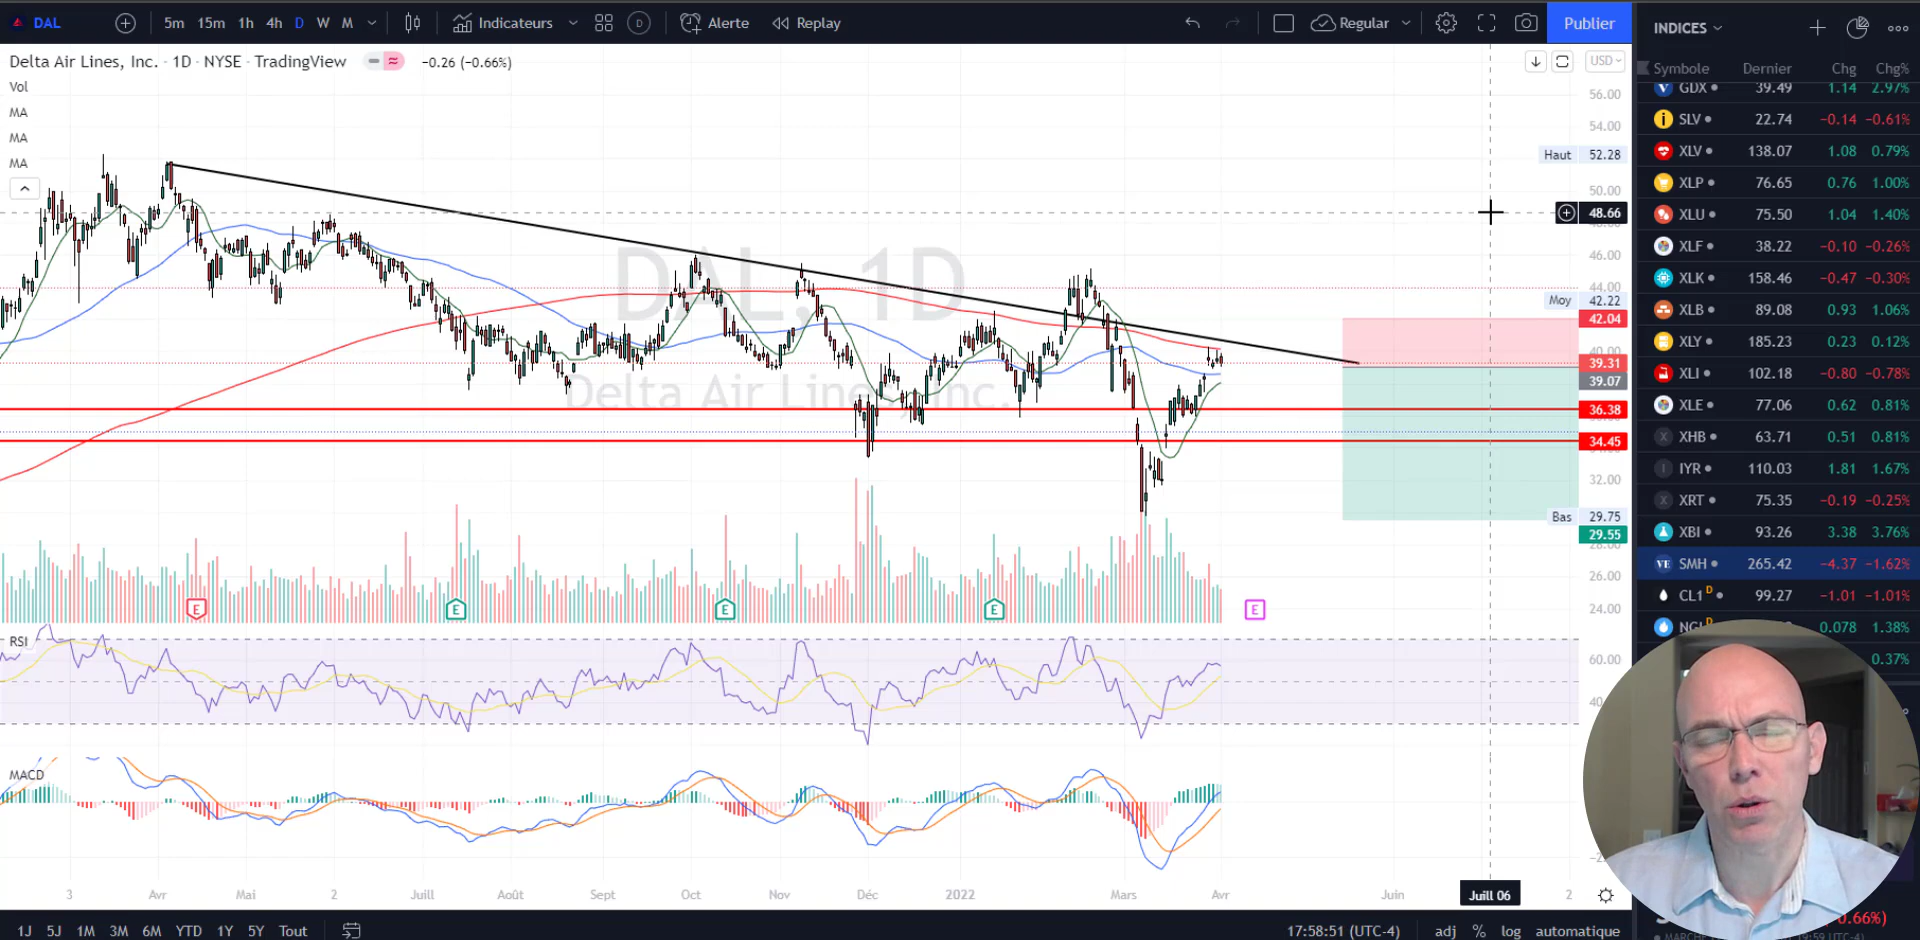 DAL 5m 15m 1h 4h D W M Indicateurs D Alerte Replay Regular Publier
Delta Air Lines, Inc. · 1D · NYSE · TradingView −0.26 (−0.66%) USD
Vol
MA
MA
MA
DAL, 1D
Delta Air Lines, Inc.
56.00
54.00
Haut 52.28
50.00
48.66
46.00
44.00
Moy 42.22
42.04
40.00
39.31
39.07
36.38
34.45
32.00
Bas 29.75
29.55
28.00
26.00
24.00
E E E E E
RSI
60.00
MACD
3 Avr Mai 2 Juill Août Sept Oct Nov Déc 2022 Mars Avr Juin Juill 06 2
1J 5J 1M 3M 6M YTD 1Y 5Y Tout 17:58:51 (UTC-4) adj % log automatique
INDICES
Symbole Dernier Chg Chg%
GDX 39.49 1.14 2.97%
SLV 22.74 −0.14 −0.61%
XLV 138.07 1.08 0.79%
XLP 76.65 0.76 1.00%
XLU 75.50 1.04 1.40%
XLF 38.22 −0.10 −0.26%
XLK 158.46 −0.47 −0.30%
XLB 89.08 0.93 1.06%
XLY 185.23 0.23 0.12%
XLI 102.18 −0.80 −0.78%
XLE 77.06 0.62 0.81%
XHB 63.71 0.51 0.81%
IYR 110.03 1.81 1.67%
XRT 75.35 −0.19 −0.25%
XBI 93.26 3.38 3.76%
VE SMH 265.42 −4.37 −1.62%
CL1 D 99.27 −1.01 −1.01%
0.078 1.38%
0.37%
0.66%)